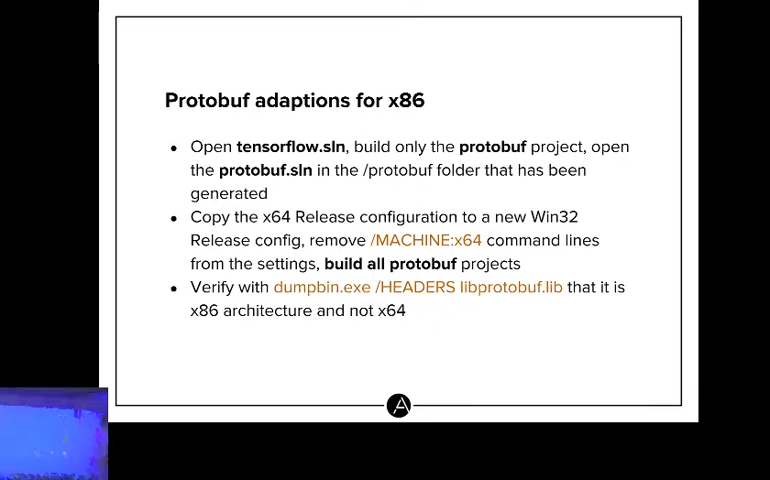 Protobuf adaptions for x86
• Open tensorflow.sln, build only the protobuf project, open
the protobuf.sln in the /protobuf folder that has been
generated
• Copy the x64 Release configuration to a new Win32
Release config, remove /MACHINE:x64 command lines
from the settings, build all protobuf projects
• Verify with dumpbin.exe /HEADERS libprotobuf.lib that it is
x86 architecture and not x64